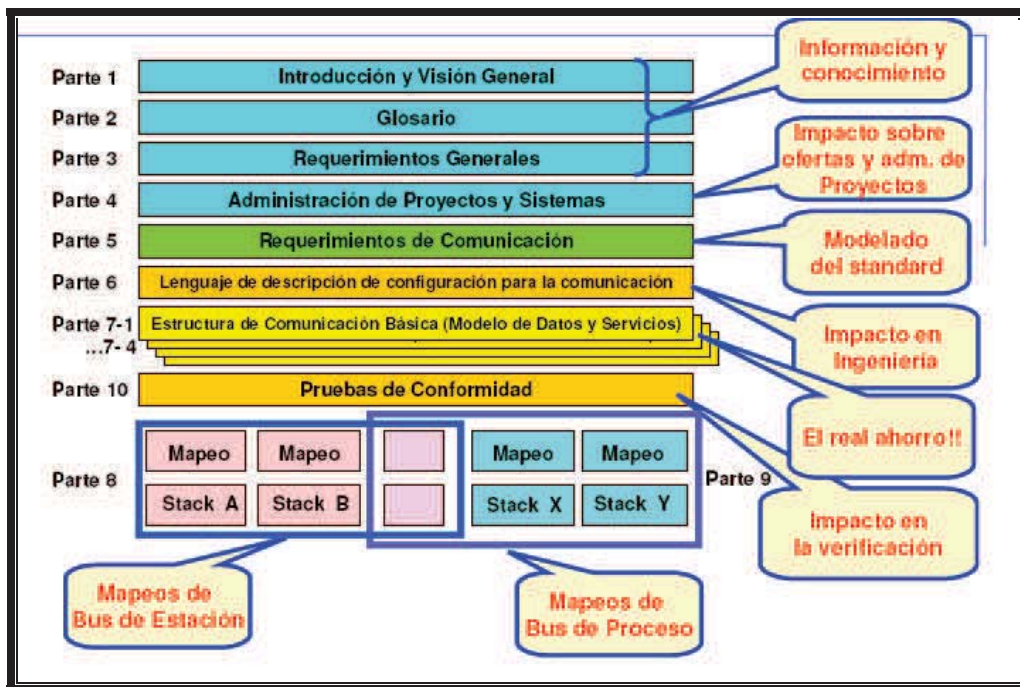 Parte 1
Introducción y Visión General
Parte 2
Glosario
Parte 3
Requerimientos Generales
Parte 4
Administración de Proyectos y Sistemas
Parte 5
Requerimientos de Comunicación
Parte 6
Lenguaje de descripción de configuración para la comunicación
Parte 7-1
...7- 4
Estructura de Comunicación Básica (Modelo de Datos y Servicios)
Parte 10
Pruebas de Conformidad
Parte 8
Mapeo
Mapeo
Mapeo
Mapeo
Stack A
Stack B
Stack X
Stack Y
Parte 9
Información y
conocimiento
Impacto sobre
ofertas y adm. de
Proyectos
Modelado
del standard
Impacto en
Ingeniería
El real ahorro!!
Impacto en
la verificación
Mapeos de
Bus de Estación
Mapeos de
Bus de Proceso